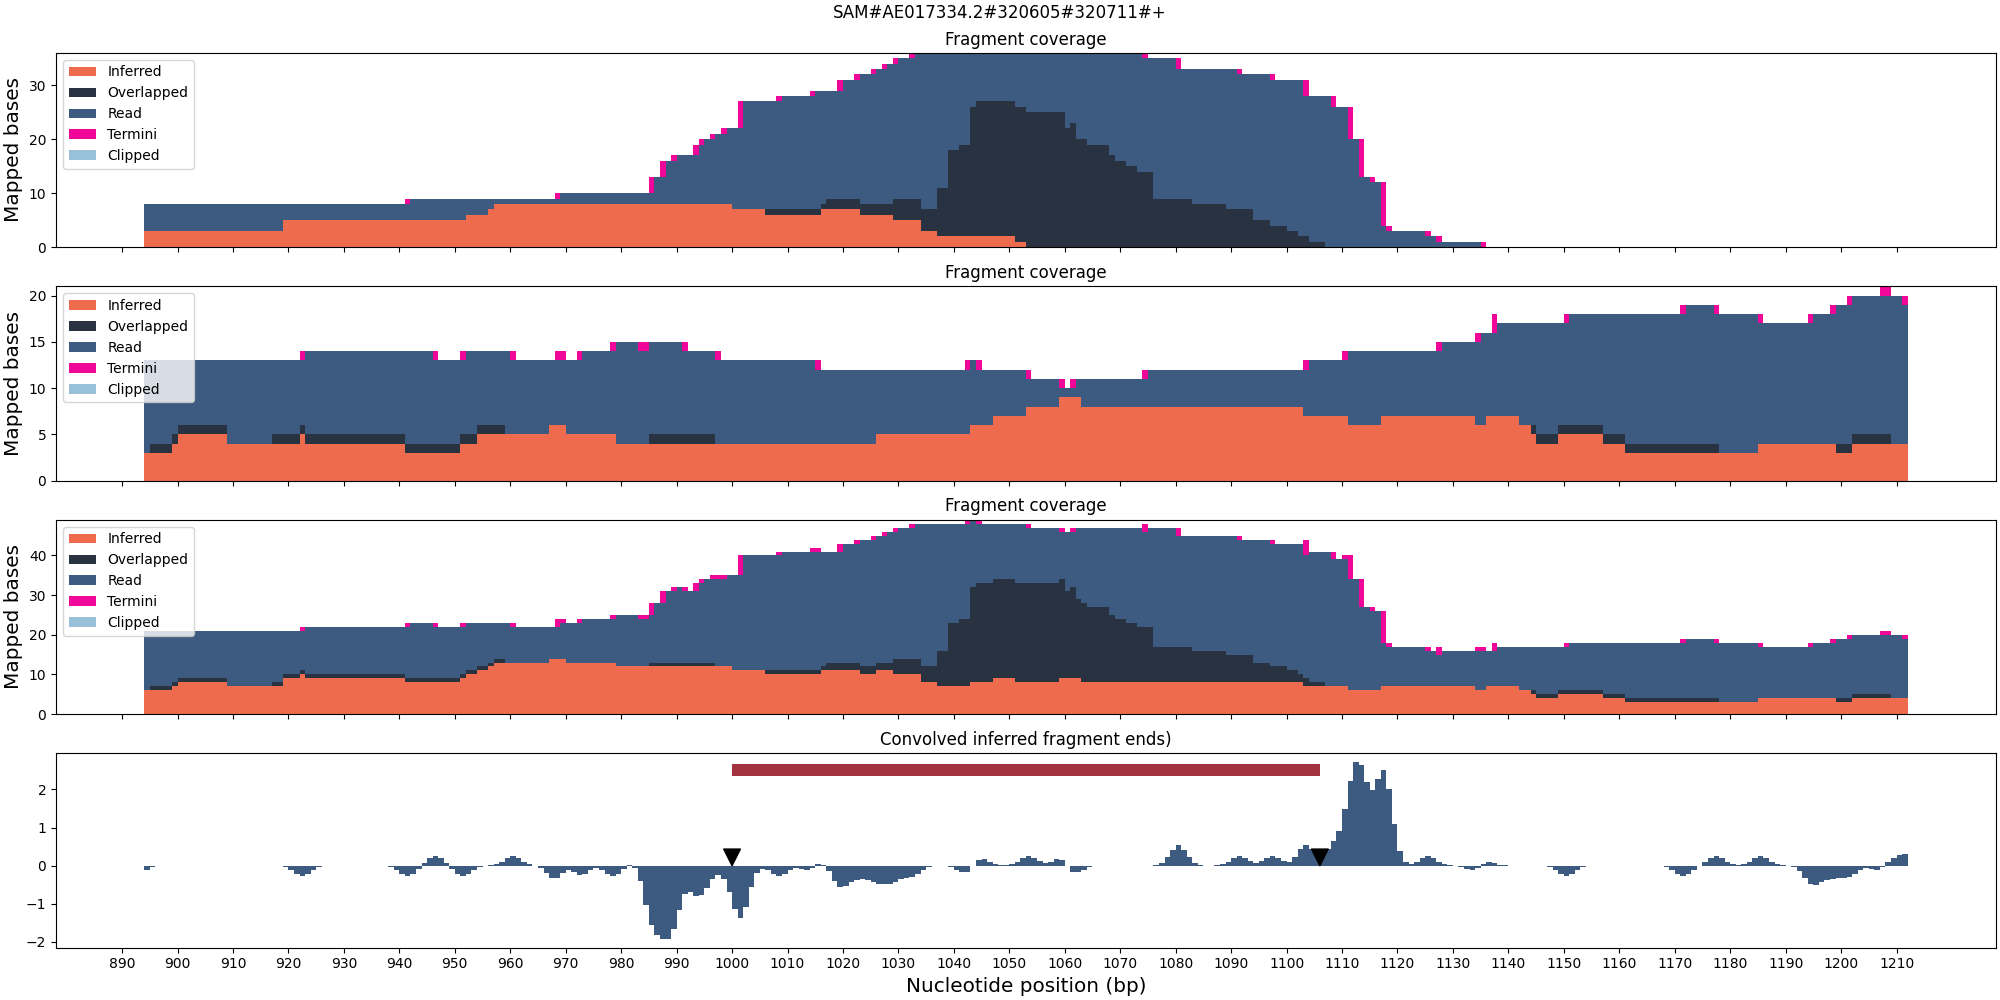 SAM#AE017334.2#320605#320711#+
Fragment coverage
Mapped bases
30
20
10
0
Inferred
Overlapped
Read
Termini
Clipped
Fragment coverage
Mapped bases
20
15
10
5
0
Inferred
Overlapped
Read
Termini
Clipped
Fragment coverage
Mapped bases
40
30
20
10
0
Inferred
Overlapped
Read
Termini
Clipped
Convolved inferred fragment ends)
2
1
0
−1
−2
890 900 910 920 930 940 950 960 970 980 990 1000 1010 1020 1030 1040 1050 1060 1070 1080 1090 1100 1110 1120 1130 1140 1150 1160 1170 1180 1190 1200 1210
Nucleotide position (bp)